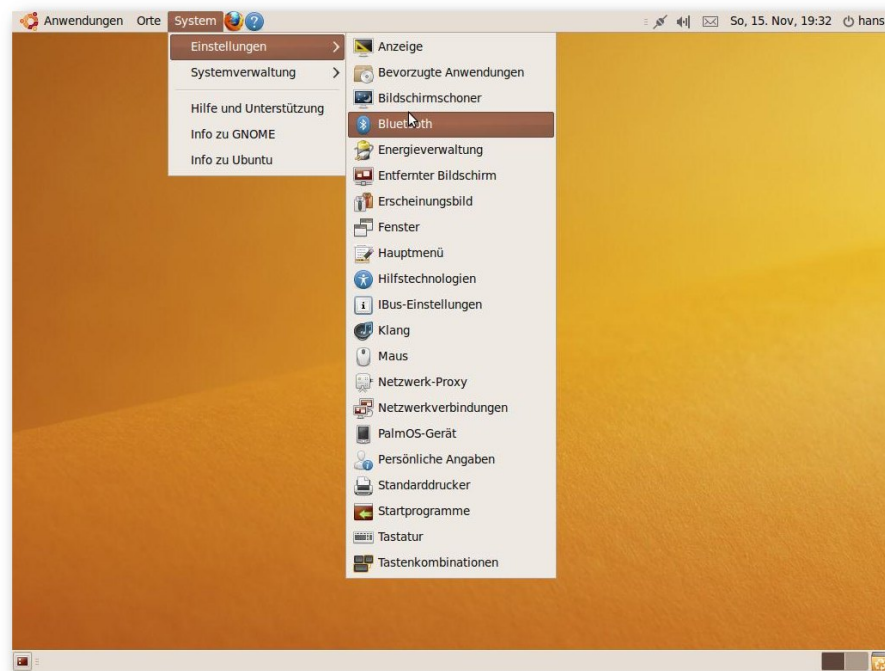 Anwendungen Orte System So, 15. Nov, 19:32 hans
Einstellungen
Systemverwaltung
Hilfe und Unterstützung
Info zu GNOME
Info zu Ubuntu
Anzeige
Bevorzugte Anwendungen
Bildschirmschoner
Bluetooth
Energieverwaltung
Entfernter Bildschirm
Erscheinungsbild
Fenster
Hauptmenü
Hilfstechnologien
IBus-Einstellungen
Klang
Maus
Netzwerk-Proxy
Netzwerkverbindungen
PalmOS-Gerät
Persönliche Angaben
Standarddrucker
Startprogramme
Tastatur
Tastenkombinationen